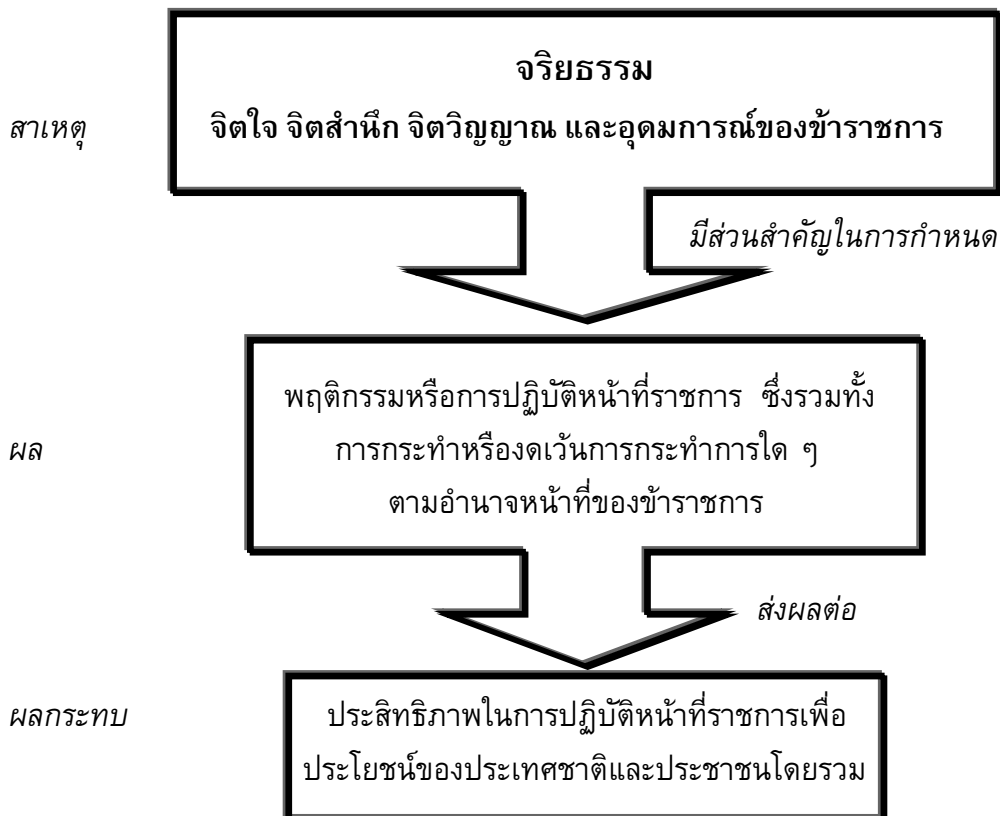 จริยธรรม
สาเหตุ
จิตใจ จิตสำนึก จิตวิญญาณ และอุดมการณ์ของข้าราชการ
มีส่วนสำคัญในการกำหนด
พฤติกรรมหรือการปฏิบัติหน้าที่ราชการ ซึ่งรวมทั้ง
ผล
การกระทำหรืองดเว้นการกระทำการใด ๆ
ตามอำนาจหน้าที่ของข้าราชการ
ส่งผลต่อ
ผลกระทบ
ประสิทธิภาพในการปฏิบัติหน้าที่ราชการเพื่อ
ประโยชน์ของประเทศชาติและประชาชนโดยรวม